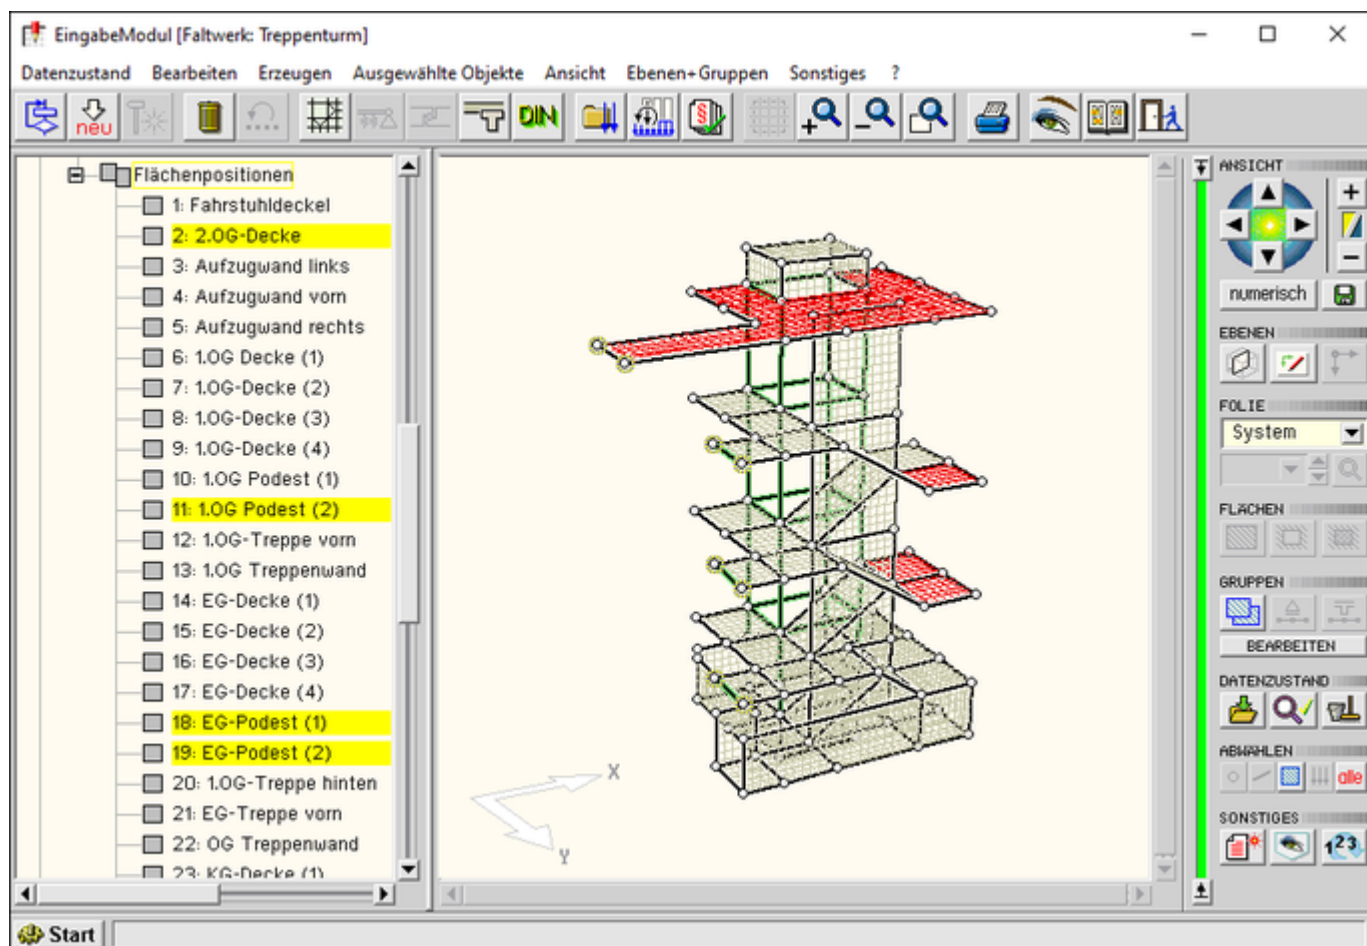 EingabeModul [Faltwerk: Treppenturm]
Datenzustand Bearbeiten Erzeugen Ausgewählte Objekte Ansicht Ebenen+Gruppen Sonstiges ?
neu DIN §
Flächenpositionen
1: Fahrstuhldeckel
2: 2.OG-Decke
3: Aufzugwand links
4: Aufzugwand vorn
5: Aufzugwand rechts
6: 1.OG Decke (1)
7: 1.OG-Decke (2)
8: 1.OG-Decke (3)
9: 1.OG-Decke (4)
10: 1.OG Podest (1)
11: 1.OG Podest (2)
12: 1.OG-Treppe vorn
13: 1.OG Treppenwand
14: EG-Decke (1)
15: EG-Decke (2)
16: EG-Decke (3)
17: EG-Decke (4)
18: EG-Podest (1)
19: EG-Podest (2)
20: 1.OG-Treppe hinten
21: EG-Treppe vorn
22: OG Treppenwand
23: KG-Decke (1)
X
Y
ANSICHT
numerisch
EBENEN
FOLIE
System
FLÄCHEN
GRUPPEN
BEARBEITEN
DATENZUSTAND
ABWÄHLEN
alle
SONSTIGES
123
Start